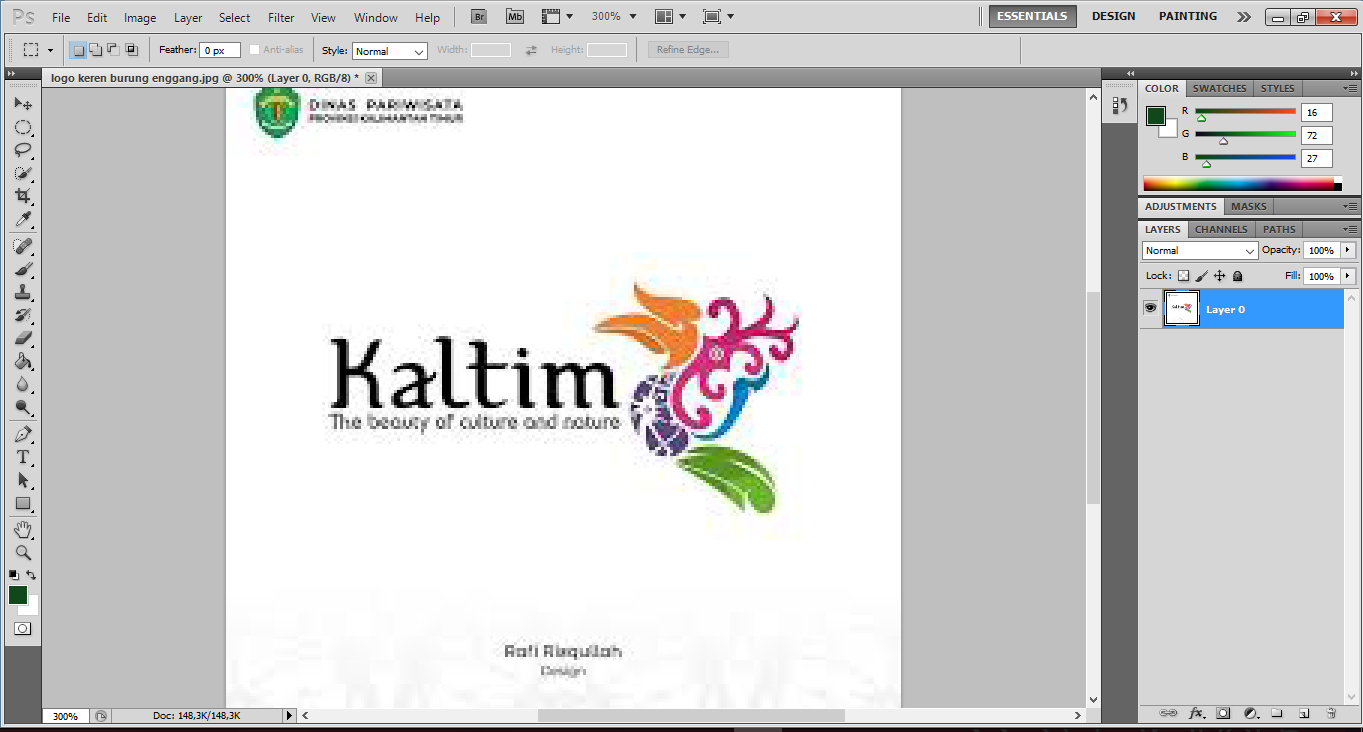 Ps File Edit Image Layer Select Filter View Window Help Br Mb 300% ESSENTIALS DESIGN PAINTING
Feather: 0 px Anti-alias Style: Normal Width: Height: Refine Edge...
logo keren burung enggang.jpg @ 300% (Layer 0, RGB/8) *
DINAS PARIWISATA
PROVINSI KALIMANTAN TIMUR
Kaltim
The beauty of culture and nature
Rafi Rizqullah
Design
300% Doc: 148,3K/148,3K
COLOR SWATCHES STYLES
R 16
G 72
B 27
ADJUSTMENTS MASKS
LAYERS CHANNELS PATHS
Normal Opacity: 100%
Lock: Fill: 100%
Layer 0